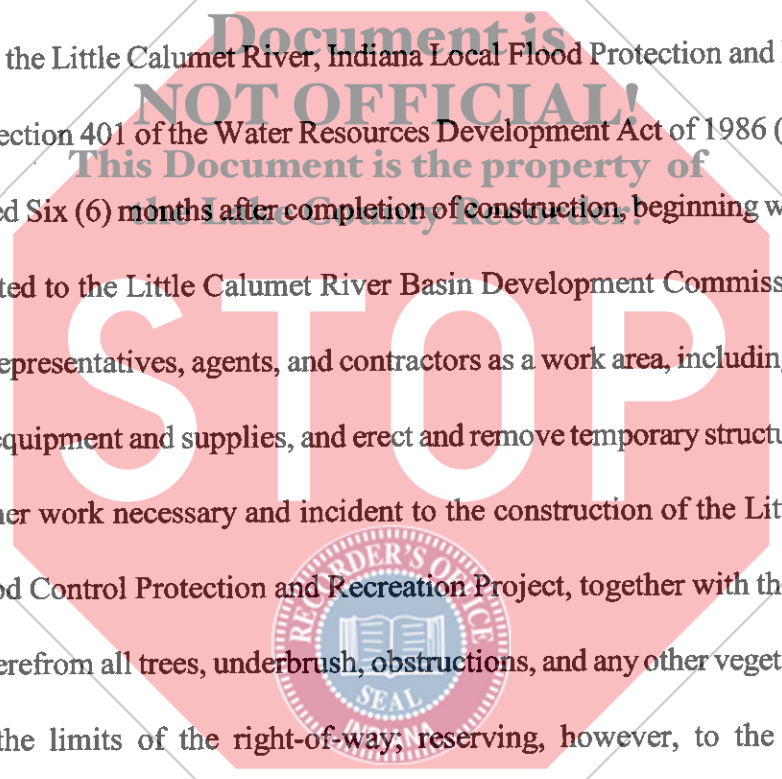 Document is
the Little Calumet River, Indiana Local Flood Protection and
NOT OFFICIAL!
ection 401 of the Water Resources Development Act of 1986 (
This Document is the property of
ed Six (6) months after completion of construction, beginning w
the Lake County Recorder!
ted to the Little Calumet River Basin Development Commiss
STOP
epresentatives, agents, and contractors as a work area, including
equipment and supplies, and erect and remove temporary structu
her work necessary and incident to the construction of the Lit
od Control Protection and Recreation Project, together with th
erefrom all trees, underbrush, obstructions, and any other veget
the limits of the right-of-way; reserving, however, to the
RECORDER'S OFFICE
SEAL
INDIANA